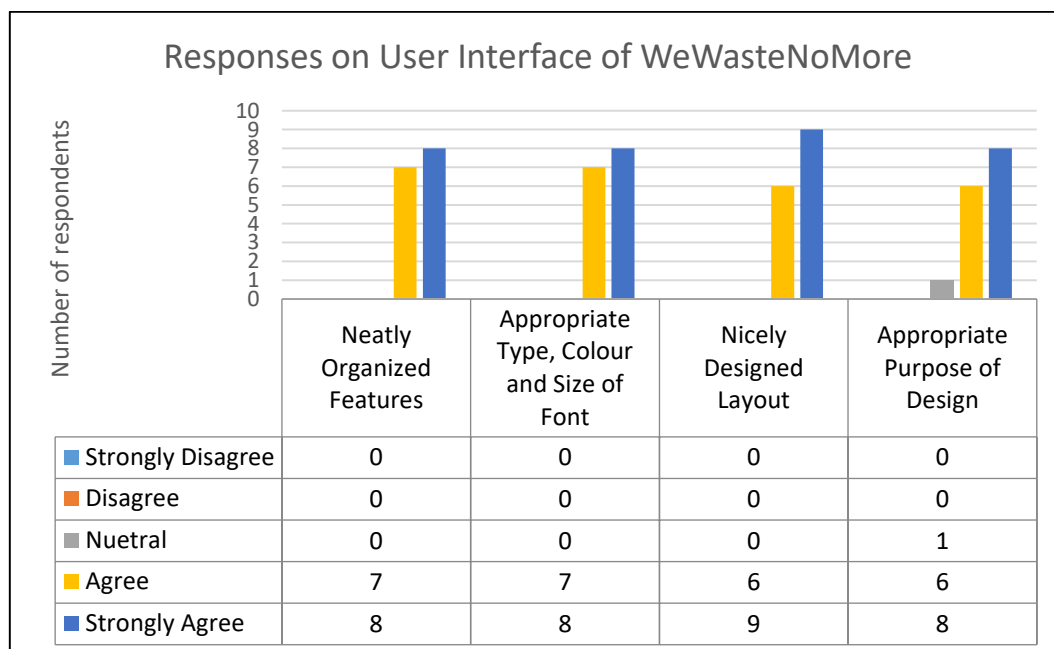 Responses on User Interface of WeWasteNoMore
Number of respondents
10
9
8
7
6
5
4
3
2
1
0
Neatly
Organized
Features
Appropriate
Type, Colour
and Size of
Font
Nicely
Designed
Layout
Appropriate
Purpose of
Design
Strongly Disagree 0 0 0 0
Disagree 0 0 0 0
Nuetral 0 0 0 1
Agree 7 7 6 6
Strongly Agree 8 8 9 8